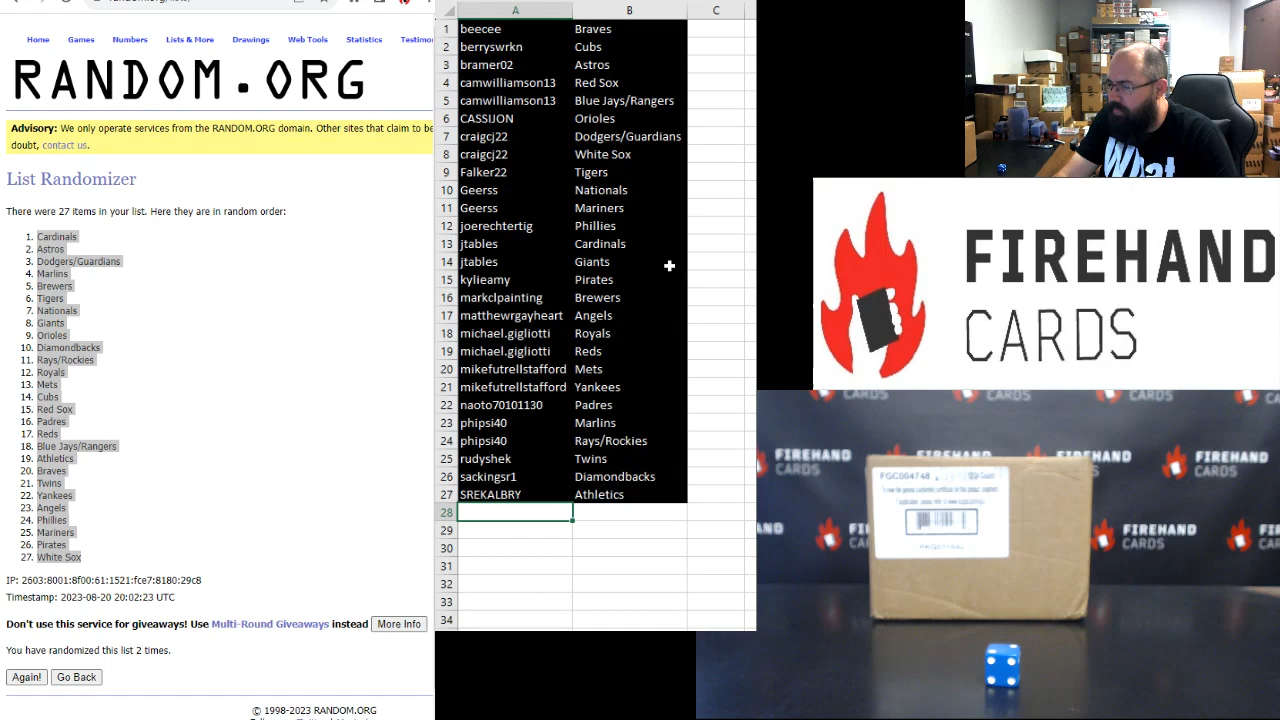 Home Games Numbers Lists & More Drawings Web Tools Statistics Testimo
RANDOM.ORG
Advisory: We only operate services from the RANDOM.ORG domain. Other sites that claim to be
doubt, contact us.
List Randomizer
There were 27 items in your list. Here they are in random order:
1. Cardinals
2. Astros
3. Dodgers/Guardians
4. Marlins
5. Brewers
6. Tigers
7. Nationals
8. Giants
9. Orioles
10. Diamondbacks
11. Rays/Rockies
12. Royals
13. Mets
14. Cubs
15. Red Sox
16. Padres
17. Reds
18. Blue Jays/Rangers
19. Athletics
20. Braves
21. Twins
22. Yankees
23. Angels
24. Phillies
25. Mariners
26. Pirates
27. White Sox
IP: 2603:8001:8f00:61:1521:fce7:8180:29c8
Timestamp: 2023-08-20 20:02:23 UTC
Don't use this service for giveaways! Use Multi-Round Giveaways instead More Info
You have randomized this list 2 times.
Again! Go Back
© 1998-2023 RANDOM.ORG
A B C
1 beecee Braves
2 berryswrkn Cubs
3 bramer02 Astros
4 camwilliamson13 Red Sox
5 camwilliamson13 Blue Jays/Rangers
6 CASSIJON Orioles
7 craigcj22 Dodgers/Guardians
8 craigcj22 White Sox
9 Falker22 Tigers
10 Geerss Nationals
11 Geerss Mariners
12 joerechtertig Phillies
13 jtables Cardinals
14 jtables Giants
15 kylieamy Pirates
16 markclpainting Brewers
17 matthewrgayheart Angels
18 michael.gigliotti Royals
19 michael.gigliotti Reds
20 mikefutrellstafford Mets
21 mikefutrellstafford Yankees
22 naoto70101130 Padres
23 phipsi40 Marlins
24 phipsi40 Rays/Rockies
25 rudyshek Twins
26 sackingsr1 Diamondbacks
27 SREKALBRY Athletics
28
29
30
31
32
33
34
What
FIREHAND
CARDS
FIREHAND
CARDS
FIREHAND
CARDS
FIREHAND
CARDS
FGC004748